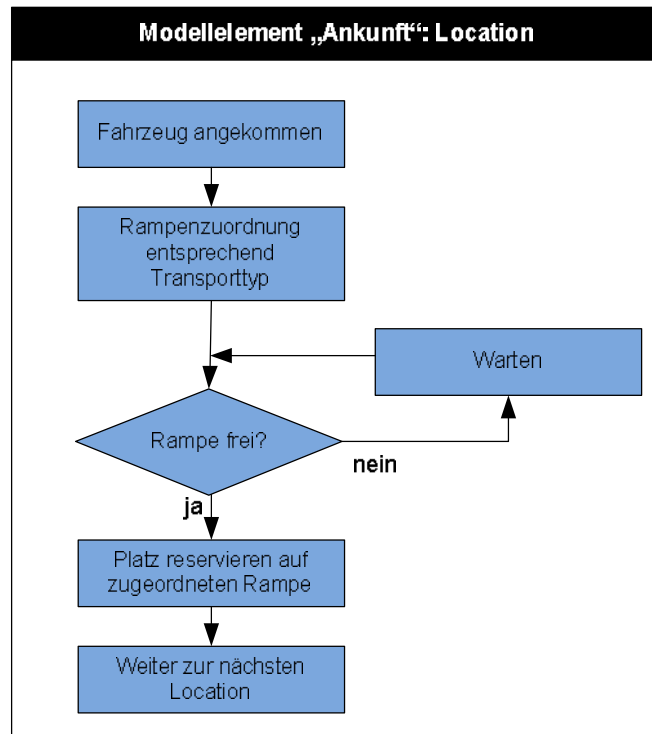 Modellelement „Ankunft“: Location
Fahrzeug angekommen
Rampenzuordnung
entsprechend
Transporttyp
Warten
Rampe frei?
nein
ja
Platz reservieren auf
zugeordneten Rampe
Weiter zur nächsten
Location